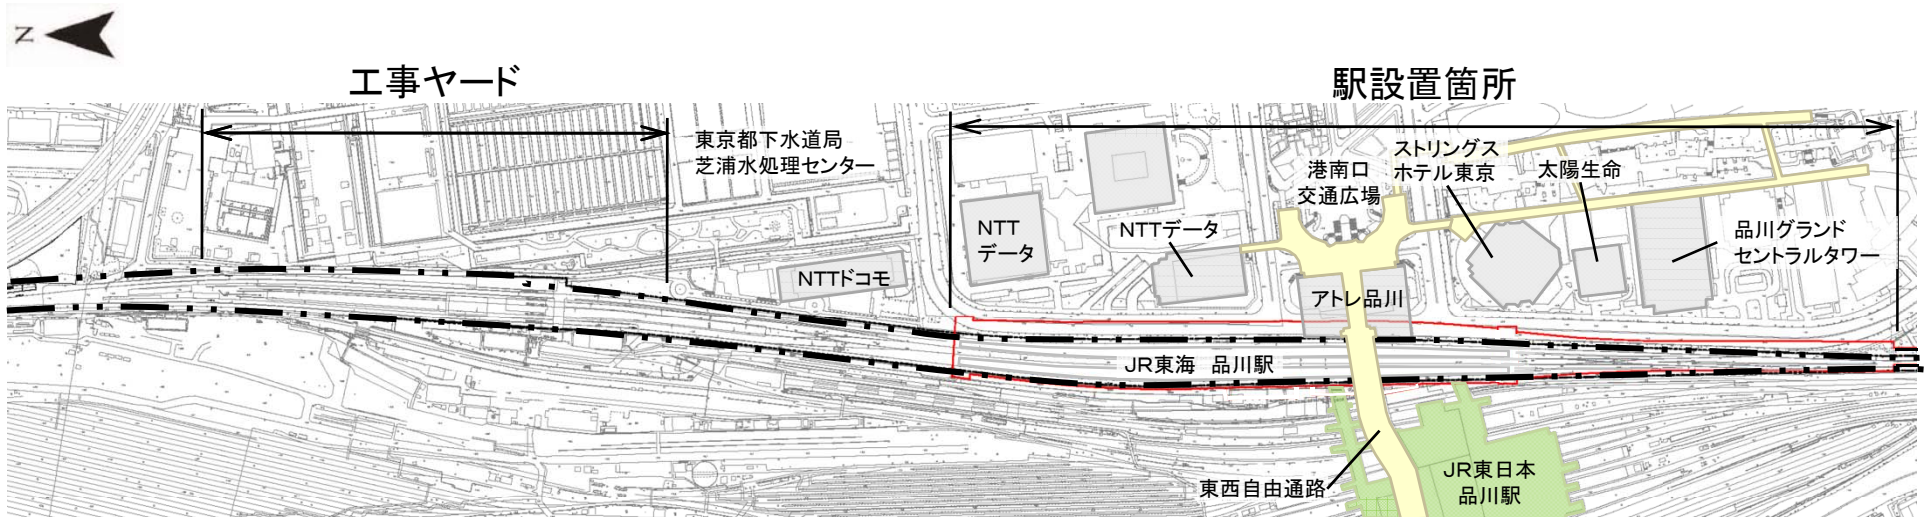 N
工事ヤード
駅設置箇所
東京都下水道局
芝浦水処理センター
港南口
交通広場
ストリングス
ホテル東京
太陽生命
NTT
データ
NTTデータ
品川グランド
セントラルタワー
NTTドコモ
アトレ品川
JR東海 品川駅
東西自由通路
JR東日本
品川駅